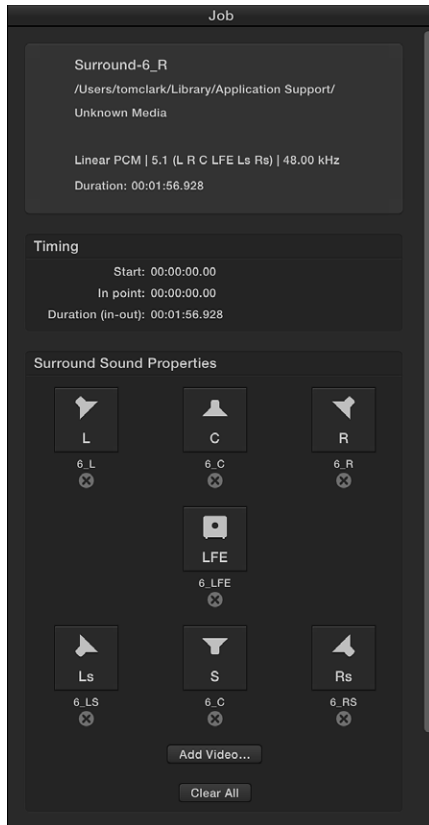 Job
Surround-6_R
/Users/tomclark/Library/Application Support/
Unknown Media
Linear PCM | 5.1 (L R C LFE Ls Rs) | 48.00 kHz
Duration: 00:01:56.928
Timing
Start: 00:00:00.00
In point: 00:00:00.00
Duration (in-out): 00:01:56.928
Surround Sound Properties
L C R
6_L 6_C 6_R
LFE
6_LFE
Ls S Rs
6_LS 6_C 6_RS
Add Video...
Clear All